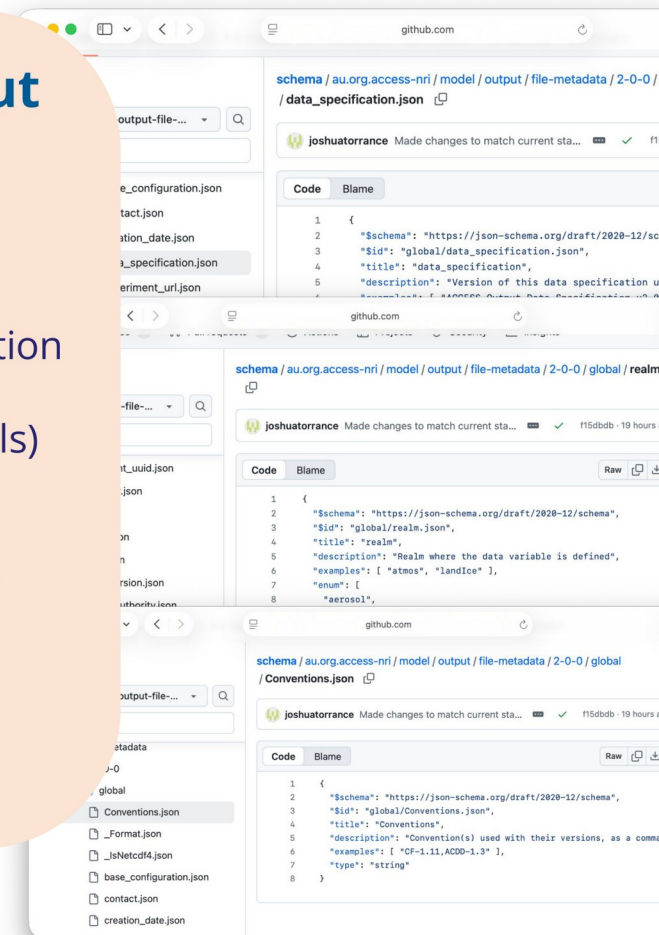 ut
tion
ls)
github.com
schema / au.org.access-nri / model / output / file-metadata / 2-0-0 /
/ data_specification.json
output-file-...
joshuatorrance Made changes to match current sta...
e_configuration.json
tact.json
ation_date.json
a_specification.json
eriment_url.json
Code Blame
1 {
2 "$schema": "https://json-schema.org/draft/2020-12/sc
3 "$id": "global/data_specification.json",
4 "title": "data_specification",
5 "description": "Version of this data specification u
github.com
schema / au.org.access-nri / model / output / file-metadata / 2-0-0 / global / realm
-file-...
joshuatorrance Made changes to match current sta... f15dbdb · 19 hours a
nt_uuid.json
.json
on
n
rsion.json
Code Blame Raw
1 {
2 "$schema": "https://json-schema.org/draft/2020-12/schema",
3 "$id": "global/realm.json",
4 "title": "realm",
5 "description": "Realm where the data variable is defined",
6 "examples": [ "atmos", "landIce" ],
7 "enum": [
8 "aerosol",
github.com
schema / au.org.access-nri / model / output / file-metadata / 2-0-0 / global
/ Conventions.json
output-file-...
joshuatorrance Made changes to match current sta... f15dbdb · 19 hours a
etadata
global
Conventions.json
_Format.json
_IsNetcdf4.json
base_configuration.json
contact.json
creation_date.json
Code Blame Raw
1 {
2 "$schema": "https://json-schema.org/draft/2020-12/schema",
3 "$id": "global/Conventions.json",
4 "title": "Conventions",
5 "description": "Convention(s) used with their versions, as a comma
6 "examples": [ "CF-1.11,ACDD-1.3" ],
7 "type": "string"
8 }